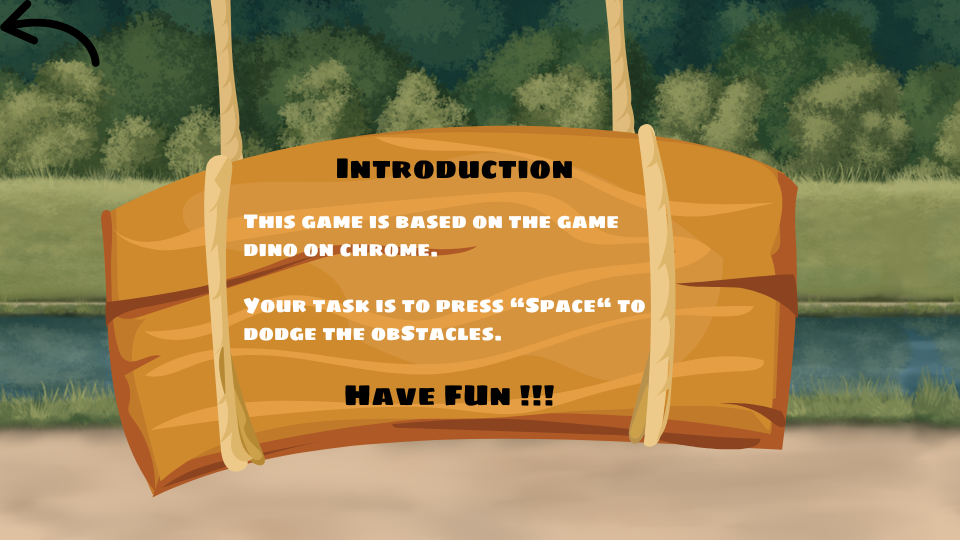 Introduction
This game is based on the game
dino on chrome.
Your task is to press “Space“ to
dodge the obStacles.
Have FUn !!!